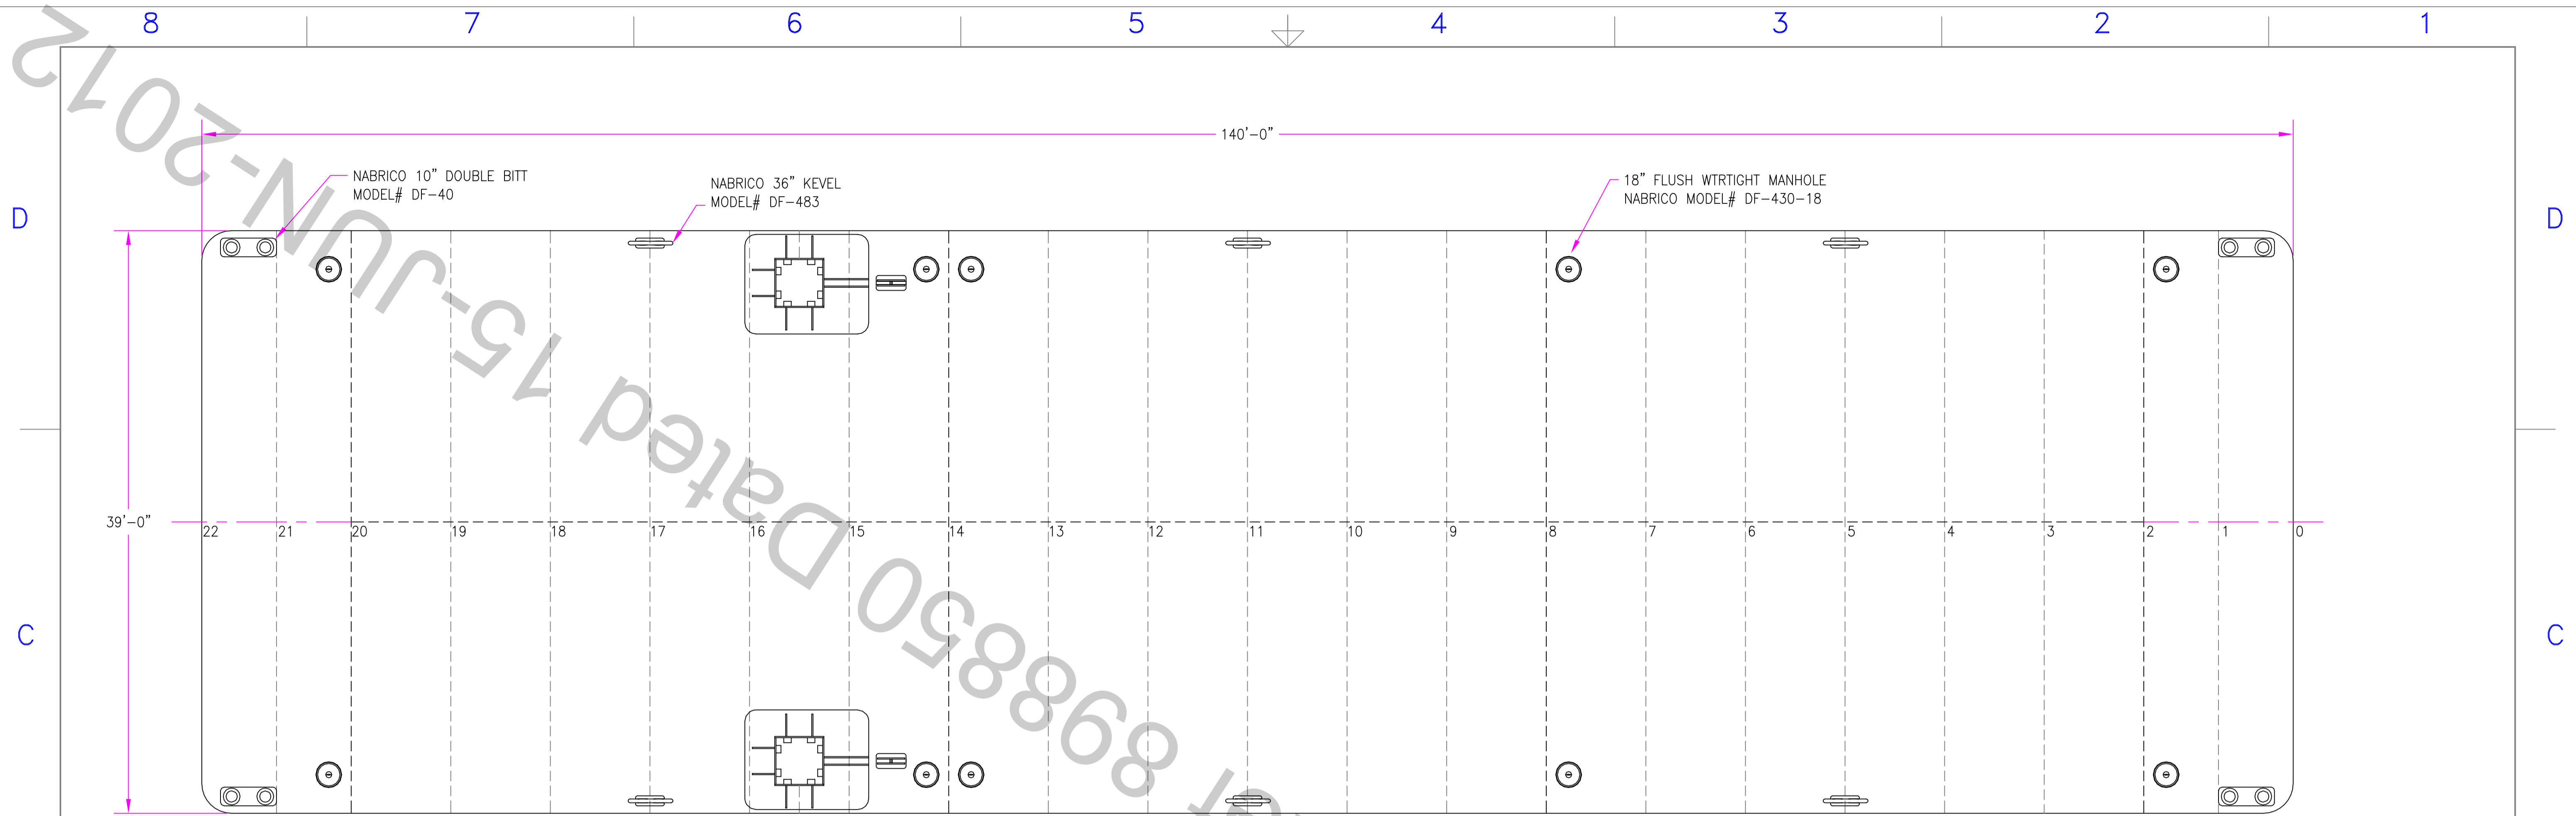 8 7 6 5 4 3 2 1
140'-0"
NABRICO 10" DOUBLE BITT
MODEL# DF-40
NABRICO 36" KEVEL
MODEL# DF-483
18" FLUSH WTRTIGHT MANHOLE
NABRICO MODEL# DF-430-18
D D
39'-0"
22 21 20 19 18 17 16 15 14 13 12 11 10 9 8 7 6 5 4 3 2 1 0
C C
898850 Dated 15-JUN-2012